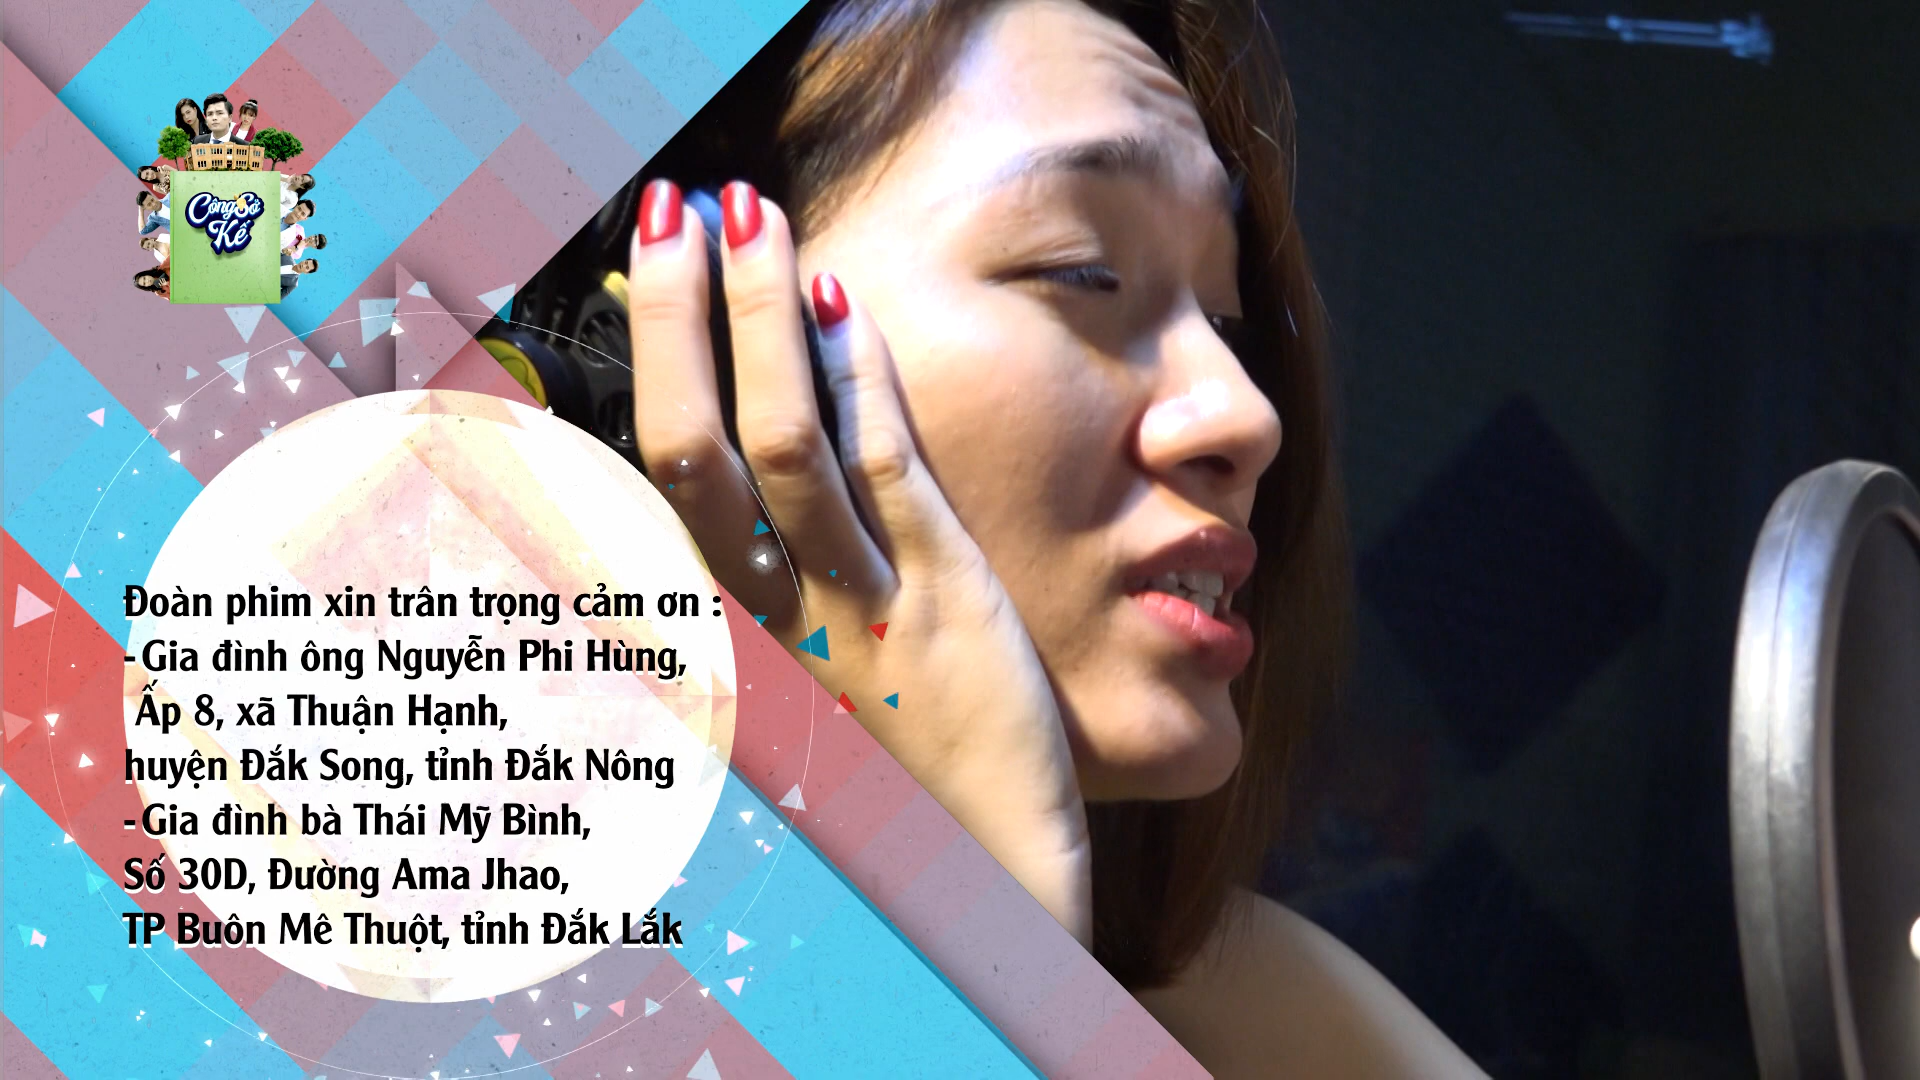 Công Sở
Kế
Đoàn phim xin trân trọng cảm ơn :
- Gia đình ông Nguyễn Phi Hùng,
Ấp 8, xã Thuận Hạnh,
huyện Đắk Song, tỉnh Đắk Nông
- Gia đình bà Thái Mỹ Bình,
Số 30D, Đường Ama Jhao,
TP Buôn Mê Thuột, tỉnh Đắk Lắk